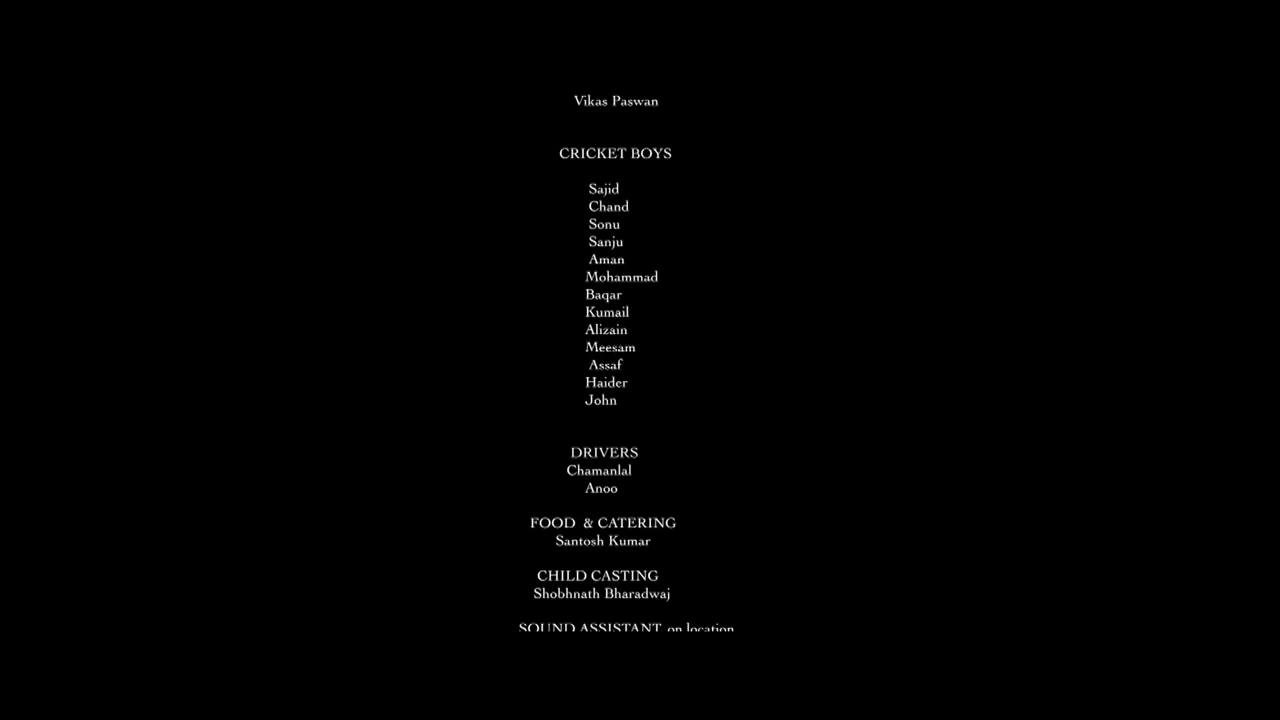 Vikas Paswan
CRICKET BOYS
Sajid
Chand
Sonu
Sanju
Aman
Mohammad
Baqar
Kumail
Alizain
Meesam
Assaf
Haider
John
DRIVERS
Chamanlal
Anoo
FOOD & CATERING
Santosh Kumar
CHILD CASTING
Shobhnath Bharadwaj
SOUND ASSISTANT on location